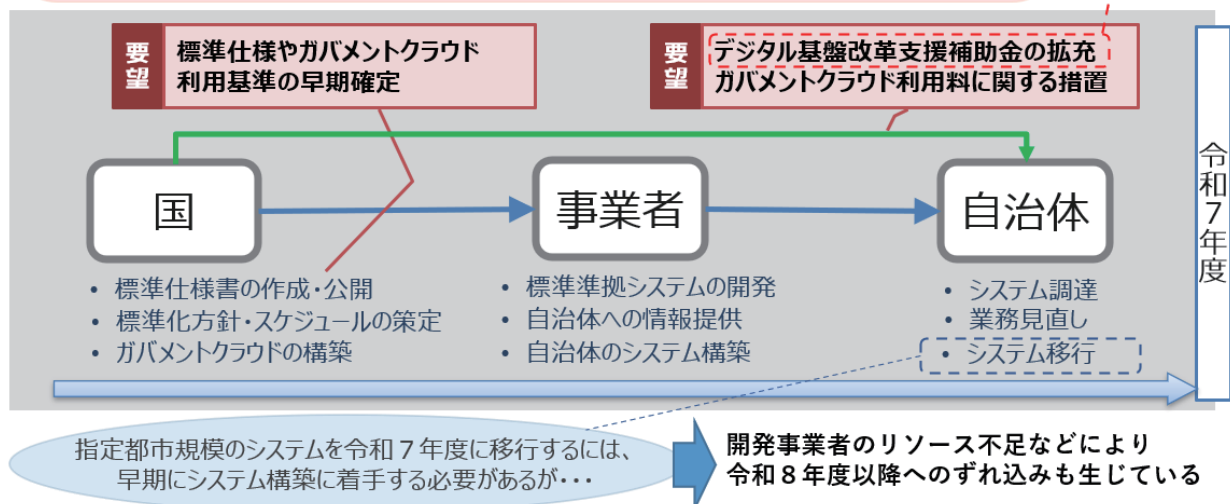 要望
標準仕様やガバメントクラウド
利用基準の早期確定
要望
デジタル基盤改革支援補助金の拡充
ガバメントクラウド利用料に関する措置
国
事業者
自治体
令和7年度
• 標準仕様書の作成・公開
• 標準化方針・スケジュールの策定
• ガバメントクラウドの構築
• 標準準拠システムの開発
• 自治体への情報提供
• 自治体のシステム構築
• システム調達
• 業務見直し
• システム移行
指定都市規模のシステムを令和7年度に移行するには、
早期にシステム構築に着手する必要があるが・・・
開発事業者のリソース不足などにより
令和8年度以降へのずれ込みも生じている